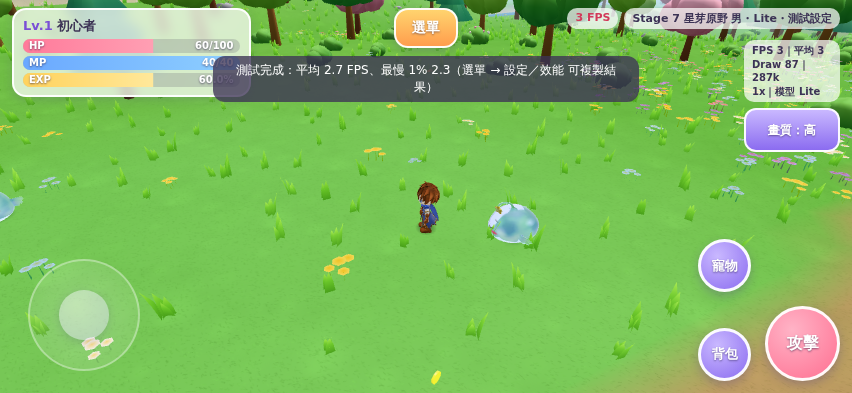 Lv.1 初心者
HP 60/100
MP 40/40
EXP
選單
3 FPS
Stage 7 星芽原野 男・Lite・測試設定
FPS 3｜平均 3
Draw 87｜
287k
1x｜模型 Lite
測試完成：平均 2.7 FPS、最慢 1% 2.3（選單 → 設定／效能 可複製結
果）
畫質：高
寵物
攻擊
背包